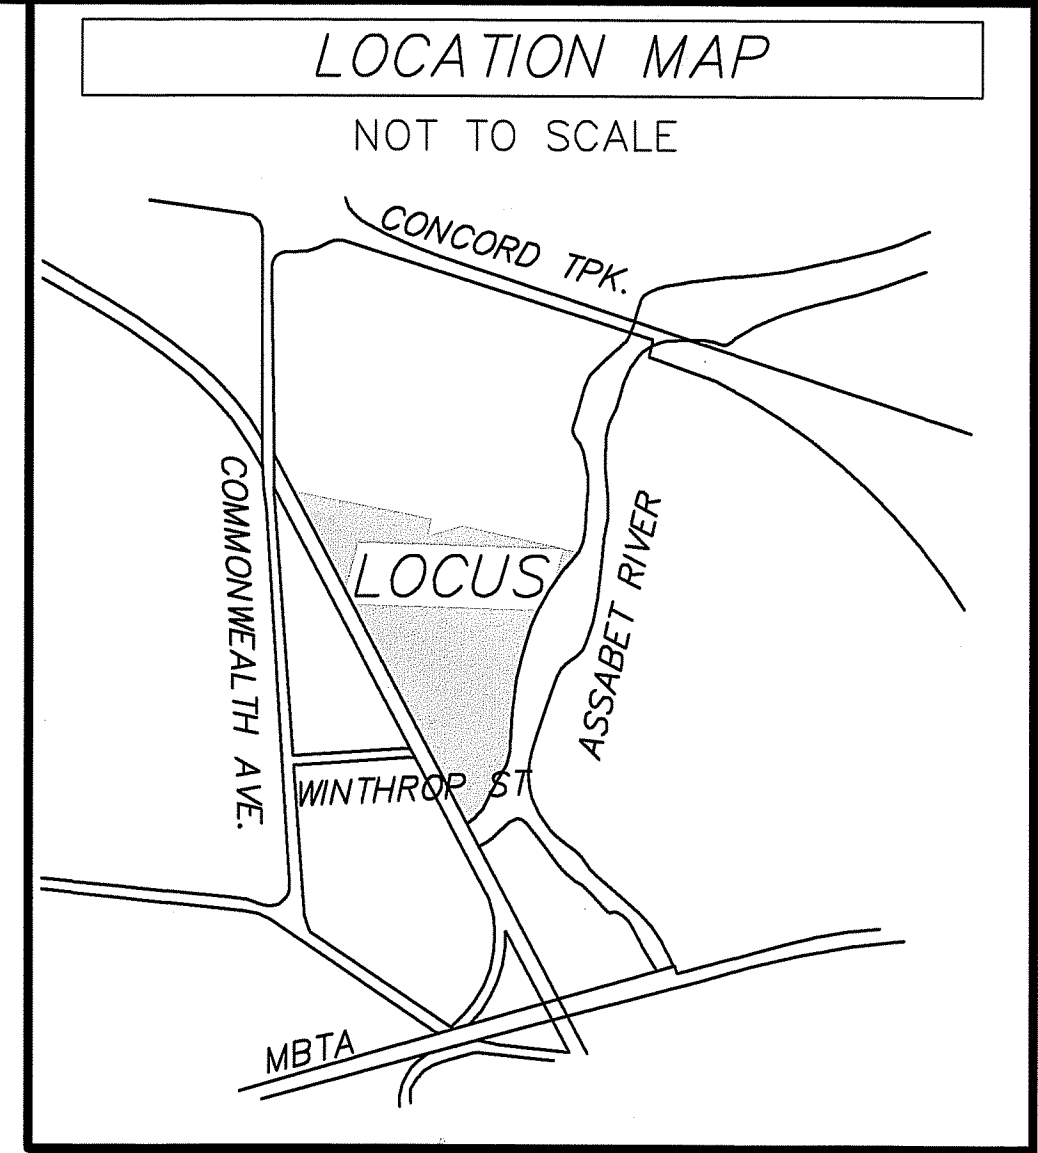 LOCATION MAP
NOT TO SCALE
CONCORD TPK.
COMMONWEALTH AVE.
LOCUS
ASSABET RIVER
WINTHROP ST
MBTA